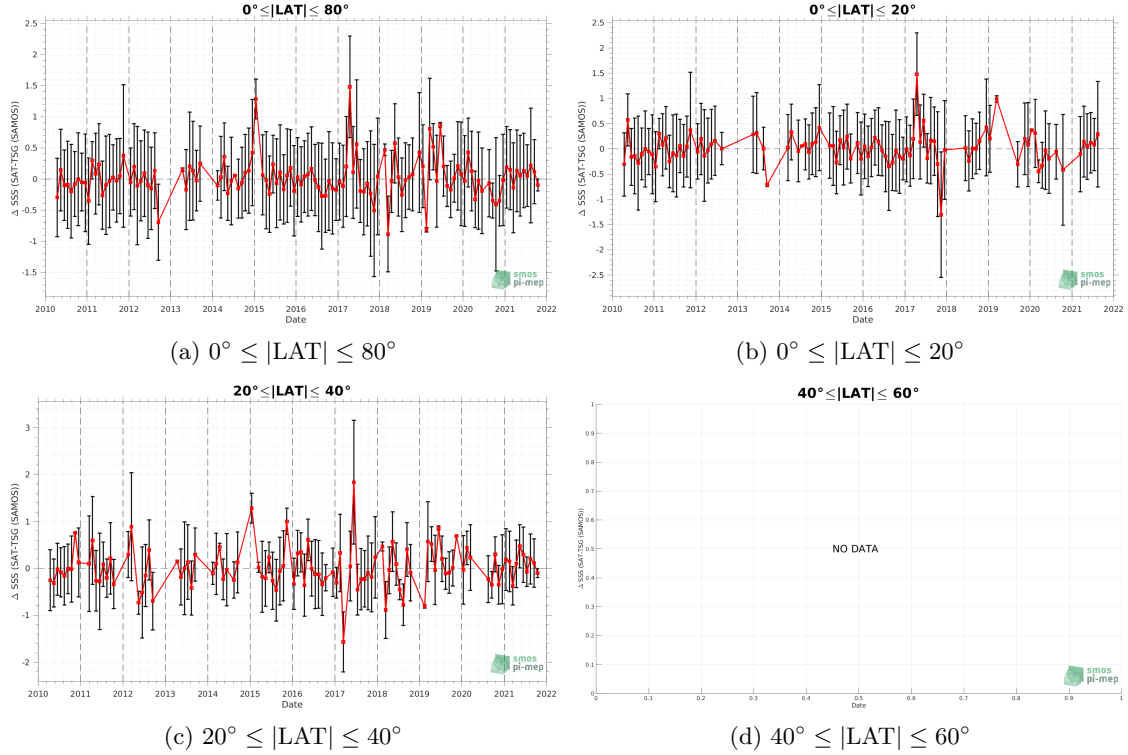 0°≤|LAT|≤ 80°
Δ SSS (SAT-TSG (SAMOS))
2.5
2
1.5
1
0.5
0
-0.5
-1
-1.5
2010 2011 2012 2013 2014 2015 2016 2017 2018 2019 2020 2021 2022
Date
smos
pi-mep
(a) 0° ≤ |LAT| ≤ 80°
0°≤|LAT|≤ 20°
Δ SSS (SAT-TSG (SAMOS))
2.5
2
1.5
1
0.5
0
-0.5
-1
-1.5
-2
-2.5
2010 2011 2012 2013 2014 2015 2016 2017 2018 2019 2020 2021 2022
Date
smos
pi-mep
(b) 0° ≤ |LAT| ≤ 20°
20°≤|LAT|≤ 40°
Δ SSS (SAT-TSG (SAMOS))
3
2
1
0
-1
-2
2010 2011 2012 2013 2014 2015 2016 2017 2018 2019 2020 2021 2022
Date
smos
pi-mep
(c) 20° ≤ |LAT| ≤ 40°
40°≤|LAT|≤ 60°
Δ SSS (SAT-TSG (SAMOS))
1
0.9
0.8
0.7
0.6
0.5
0.4
0.3
0.2
0.1
0
NO DATA
0 0.1 0.2 0.3 0.4 0.5 0.6 0.7 0.8 0.9 1
Date
smos
pi-mep
(d) 40° ≤ |LAT| ≤ 60°